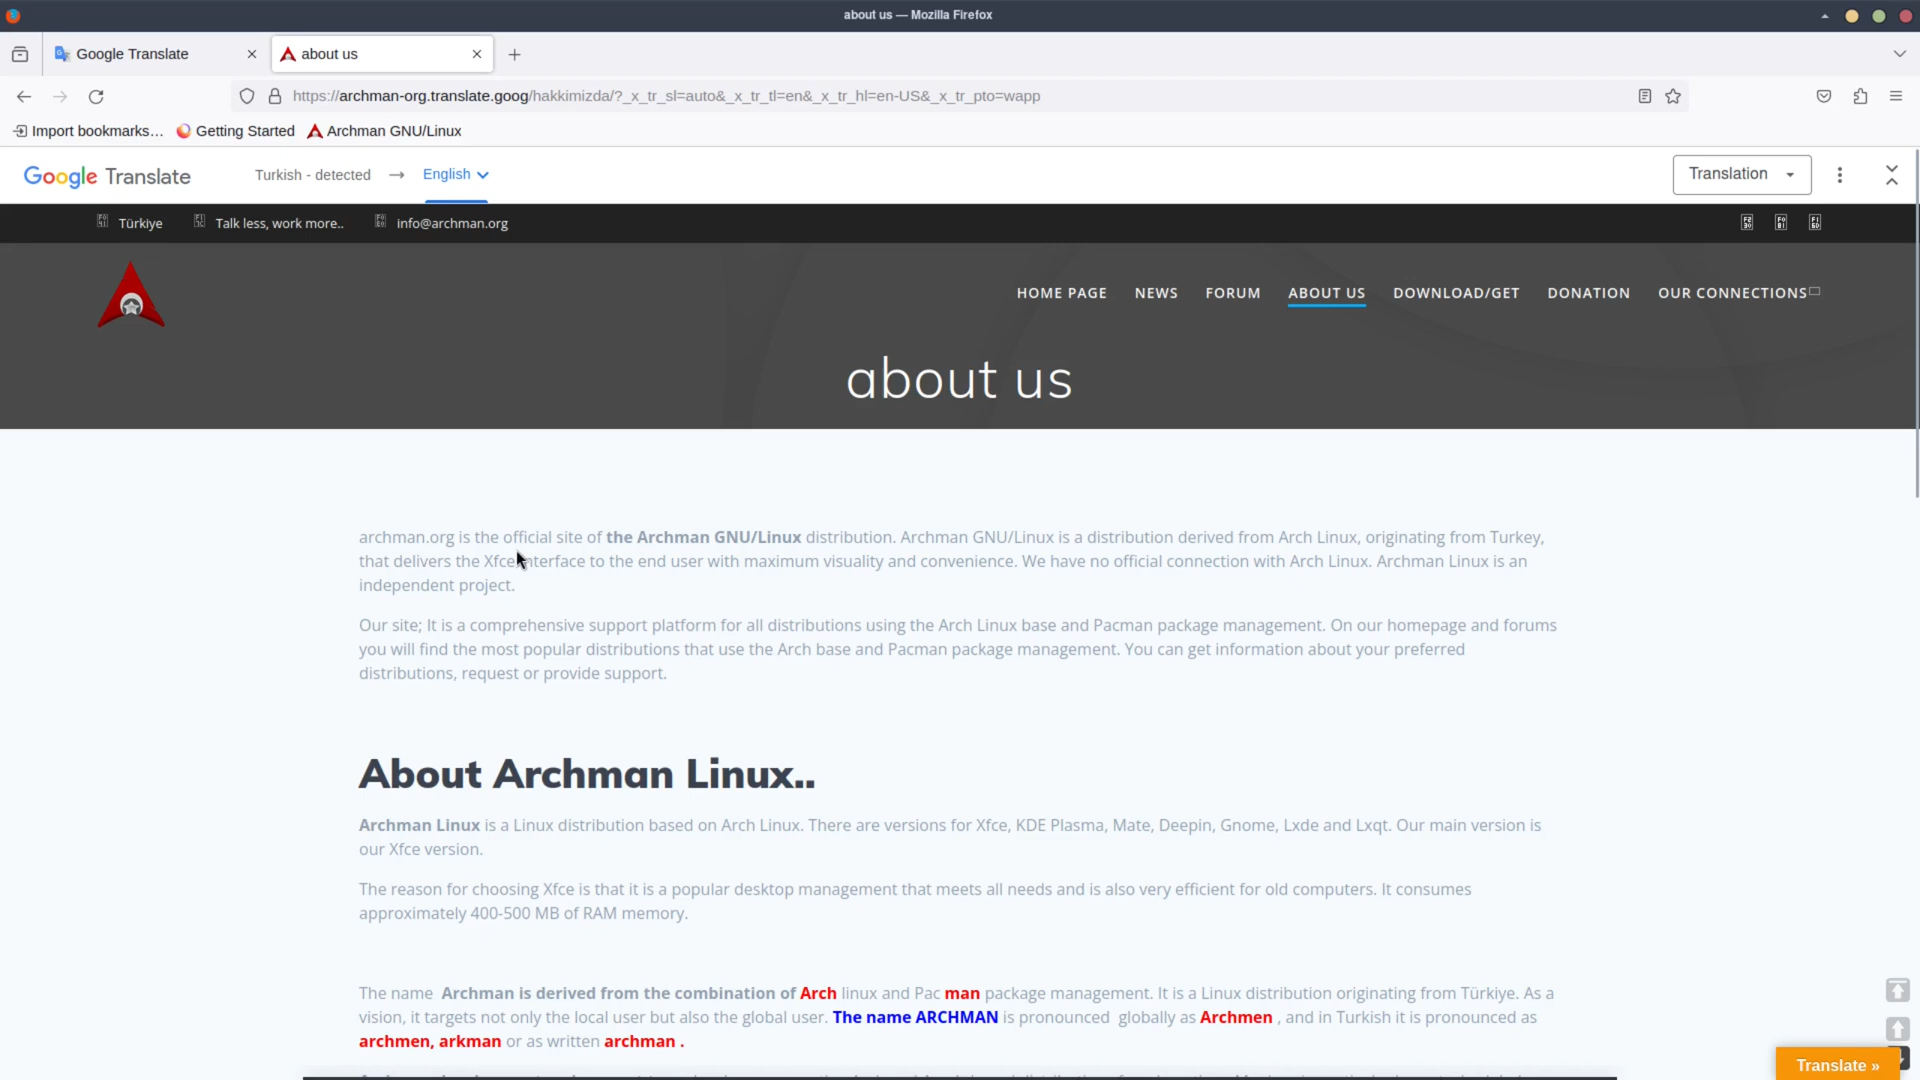 about us — Mozilla Firefox
Google Translate
about us
https://archman-org.translate.goog/hakkimizda/?_x_tr_sl=auto&_x_tr_tl=en&_x_tr_hl=en-US&_x_tr_pto=wapp
Import bookmarks… Getting Started Archman GNU/Linux
Google Translate Turkish - detected → English Translation
Türkiye Talk less, work more.. info@archman.org
HOME PAGE NEWS FORUM ABOUT US DOWNLOAD/GET DONATION OUR CONNECTIONS
about us
archman.org is the official site of the Archman GNU/Linux distribution. Archman GNU/Linux is a distribution derived from Arch Linux, originating from Turkey,
that delivers the Xfce interface to the end user with maximum visuality and convenience. We have no official connection with Arch Linux. Archman Linux is an
independent project.
Our site; It is a comprehensive support platform for all distributions using the Arch Linux base and Pacman package management. On our homepage and forums
you will find the most popular distributions that use the Arch base and Pacman package management. You can get information about your preferred
distributions, request or provide support.
About Archman Linux..
Archman Linux is a Linux distribution based on Arch Linux. There are versions for Xfce, KDE Plasma, Mate, Deepin, Gnome, Lxde and Lxqt. Our main version is
our Xfce version.
The reason for choosing Xfce is that it is a popular desktop management that meets all needs and is also very efficient for old computers. It consumes
approximately 400-500 MB of RAM memory.
The name Archman is derived from the combination of Arch linux and Pac man package management. It is a Linux distribution originating from Türkiye. As a
vision, it targets not only the local user but also the global user. The name ARCHMAN is pronounced globally as Archmen , and in Turkish it is pronounced as
archmen, arkman or as written archman .
Translate »